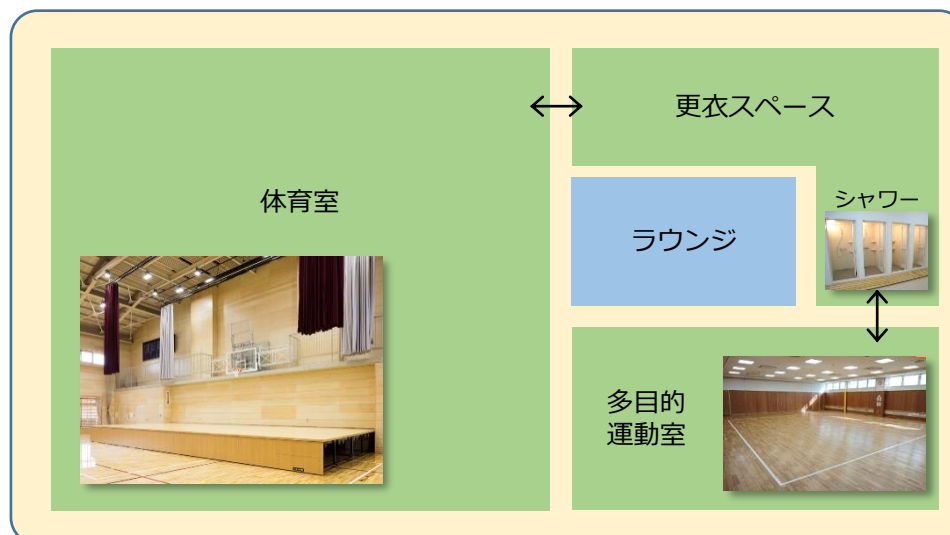 体育室
更衣スペース
シャワー
ラウンジ
多目的
運動室